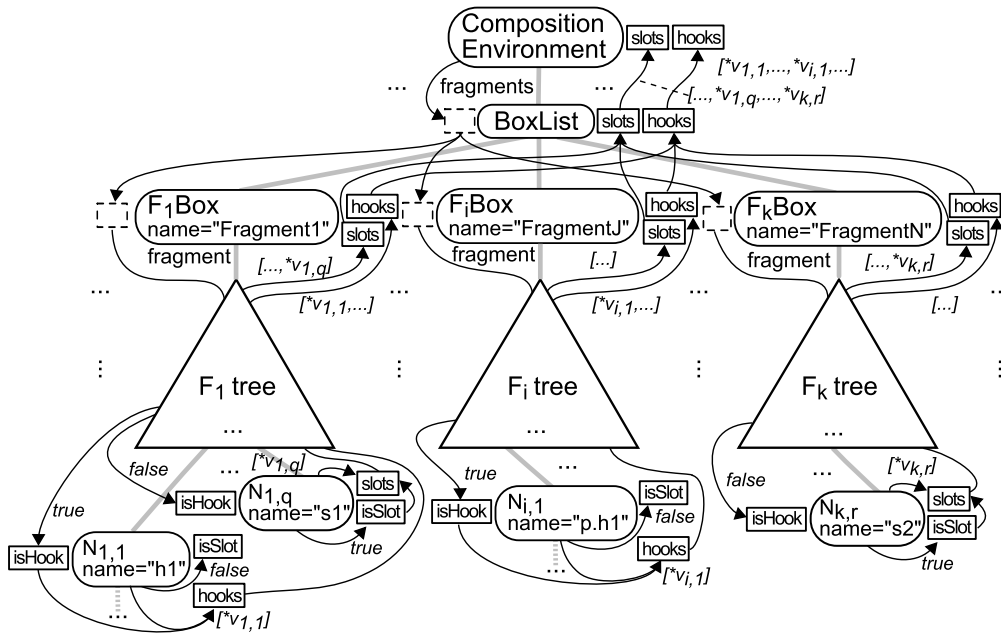 Composition
Environment
slots
hooks
[*v1,1,...,*vi,1,...]
...
fragments
...
[...,*v1,q,...,*vk,r]
BoxList
slots
hooks
F1Box
name="Fragment1"
hooks
slots
FiBox
name="FragmentJ"
hooks
slots
FkBox
name="FragmentN"
hooks
slots
fragment
[...,*v1,q]
fragment
[...]
fragment
[...,*vk,r]
...
[*v1,1,...]
...
[*vi,1,...]
...
[...]
...
...
...
...
...
F1 tree
Fi tree
Fk tree
...
...
...
false
...
[*v1,q]
true
...
false
...
[*vk,r]
true
isHook
N1,q
name="s1"
slots
isSlot
true
isHook
Ni,1
name="p.h1"
isSlot
false
hooks
...
[*vi,1]
isHook
Nk,r
name="s2"
slots
isSlot
true
isHook
N1,1
name="h1"
isSlot
false
hooks
...
[*v1,1]